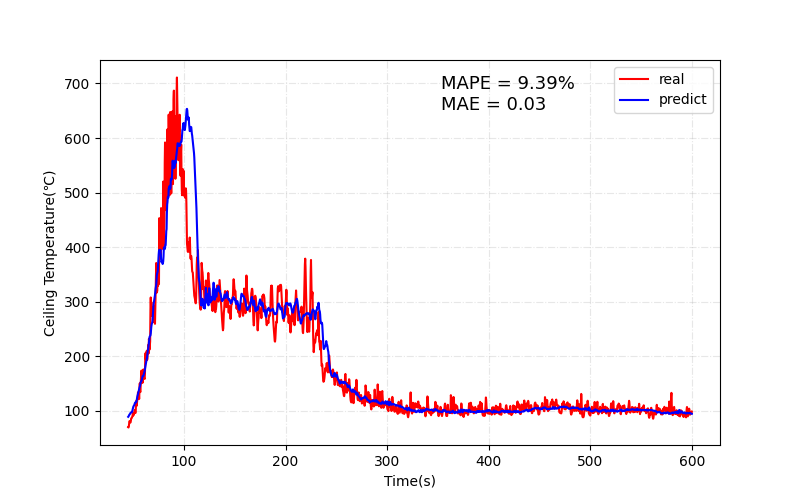 MAPE = 9.39%
MAE = 0.03
real
predict
700
600
500
400
300
200
100
Ceiling Temperature(℃)
100 200 300 400 500 600
Time(s)